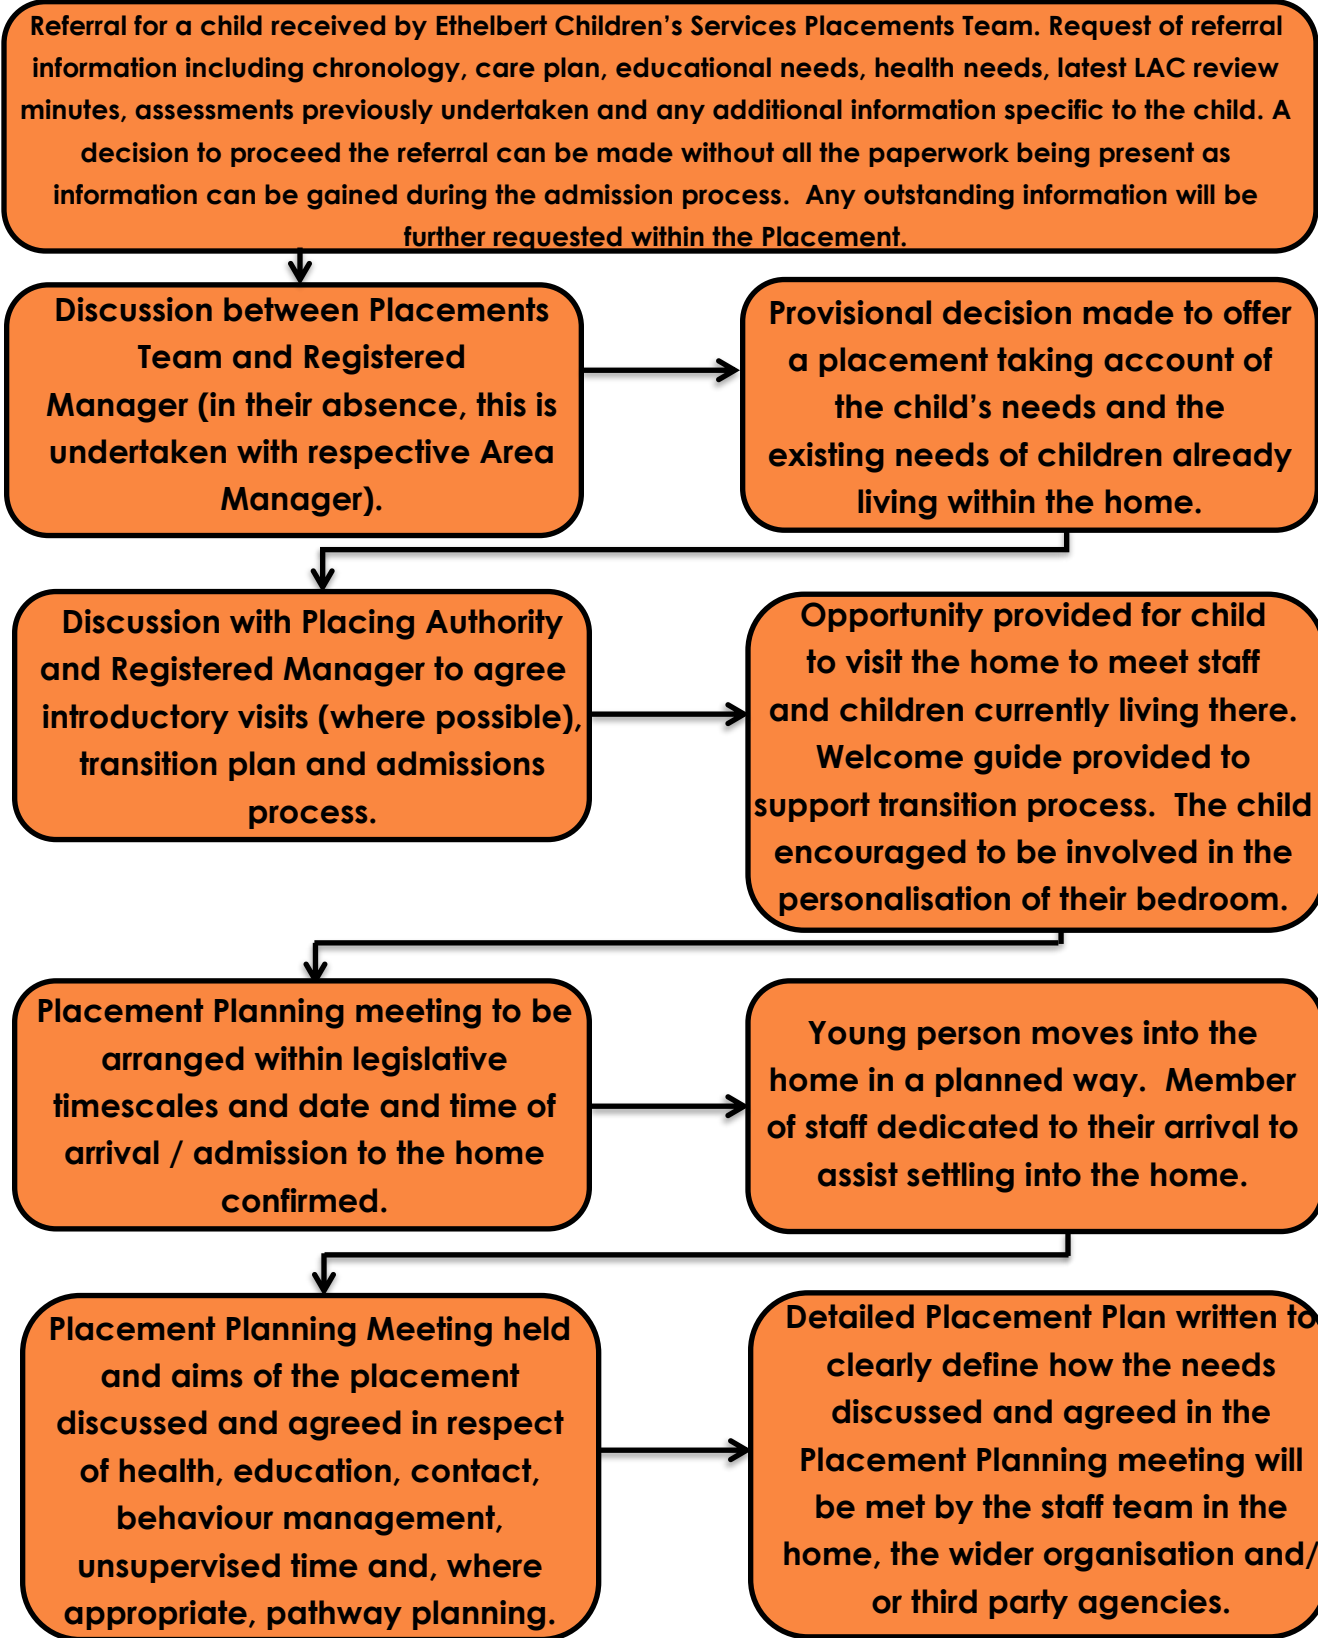 Referral for a child received by Ethelbert Children's Services Placements Team. Request of referral
information including chronology, care plan, educational needs, health needs, latest LAC review
minutes, assessments previously undertaken and any additional information specific to the child. A
decision to proceed the referral can be made without all the paperwork being present as
information can be gained during the admission process.  Any outstanding information will be
further requested within the Placement.
Discussion between Placements
Team and Registered
Manager (in their absence, this is
undertaken with respective Area
Manager).
Provisional decision made to offer
a placement taking account of
the child's needs and the
existing needs of children already
living within the home.
Discussion with Placing Authority
and Registered Manager to agree
introductory visits (where possible),
transition plan and admissions
process.
Opportunity provided for child
to visit the home to meet staff
and children currently living there.
Welcome guide provided to
support transition process.  The child
encouraged to be involved in the
personalisation of their bedroom.
Placement Planning meeting to be
arranged within legislative
timescales and date and time of
arrival / admission to the home
confirmed.
Young person moves into the
home in a planned way.  Member
of staff dedicated to their arrival to
assist settling into the home.
Placement Planning Meeting held
and aims of the placement
discussed and agreed in respect
of health, education, contact,
behaviour management,
unsupervised time and, where
appropriate, pathway planning.
Detailed Placement Plan written to
clearly define how the needs
discussed and agreed in the
Placement Planning meeting will
be met by the staff team in the
home, the wider organisation and/
or third party agencies.